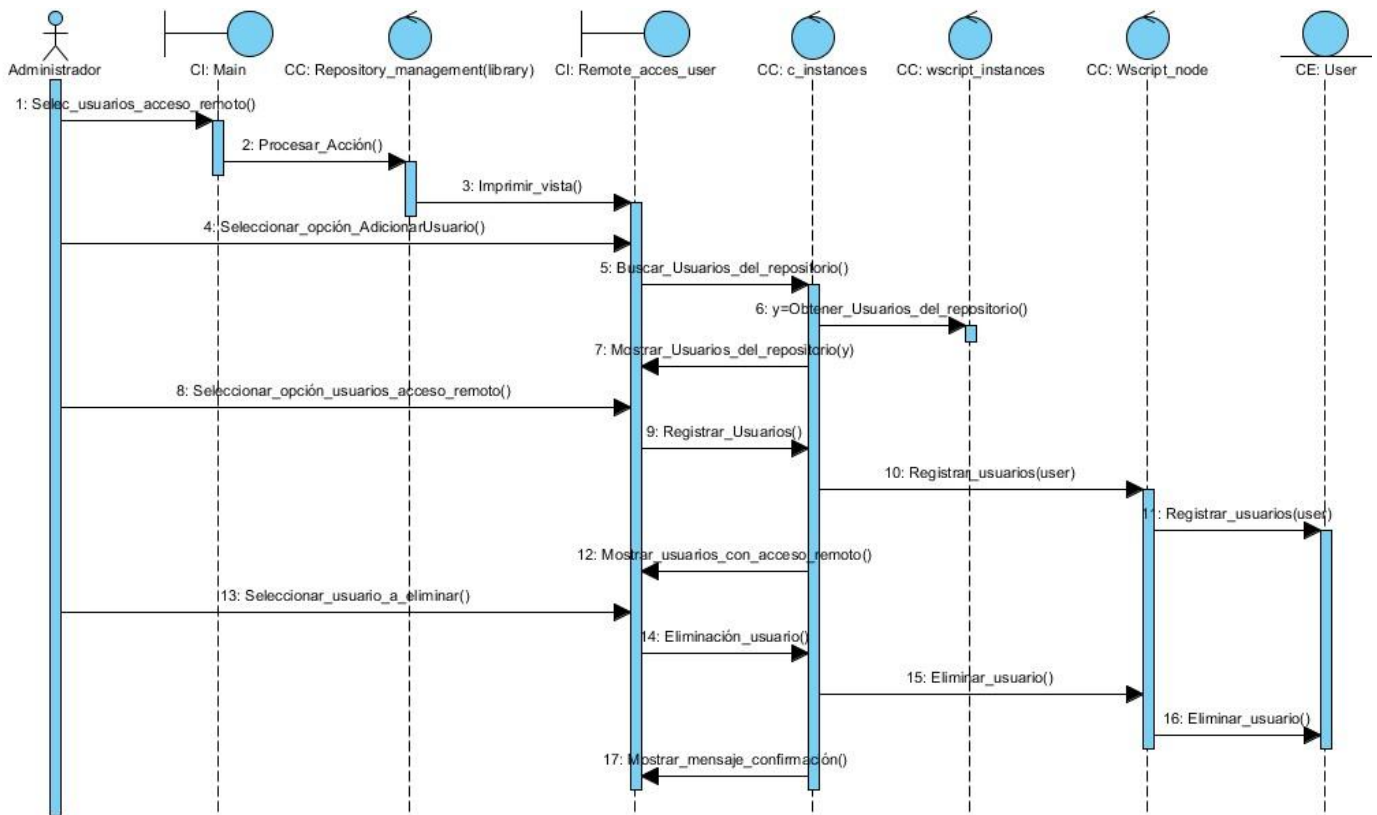 Administrador
CI: Main
CC: Repository_management(library)
CI: Remote_acces_user
CC: c_instances
CC: wscript_instances
CC: Wscript_node
CE: User
1: Selec_usuarios_acceso_remoto()
2: Procesar_Acción()
3: Imprimir_vista()
4: Seleccionar_opción_AdicionarUsuario()
5: Buscar_Usuarios_del_repositorio()
6: y=Obtener_Usuarios_del_repositorio()
7: Mostrar_Usuarios_del_repositorio(y)
8: Seleccionar_opción_usuarios_acceso_remoto()
9: Registrar_Usuarios()
10: Registrar_usuarios(user)
11: Registrar_usuarios(user)
12: Mostrar_usuarios_con_acceso_remoto()
13: Seleccionar_usuario_a_eliminar()
14: Eliminación_usuario()
15: Eliminar_usuario()
16: Eliminar_usuario()
17: Mostrar_mensaje_confirmación()